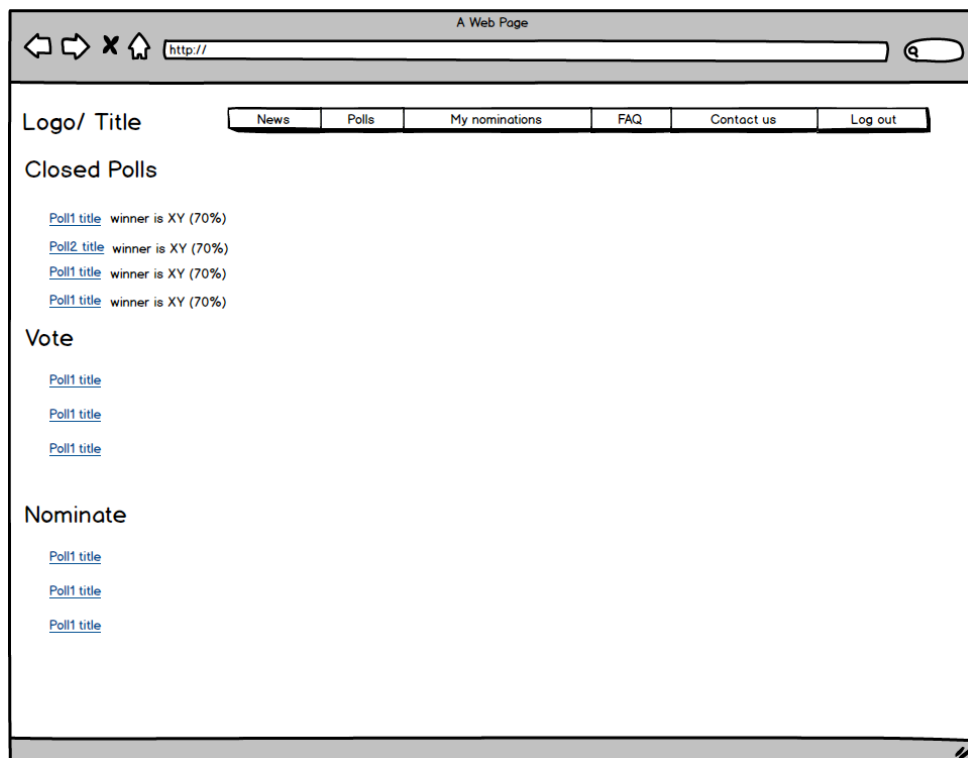 A Web Page
http://
Logo/ Title
News Polls My nominations FAQ Contact us Log out
Closed Polls
Poll1 title winner is XY (70%)
Poll2 title winner is XY (70%)
Poll1 title winner is XY (70%)
Poll1 title winner is XY (70%)
Vote
Poll1 title
Poll1 title
Poll1 title
Nominate
Poll1 title
Poll1 title
Poll1 title